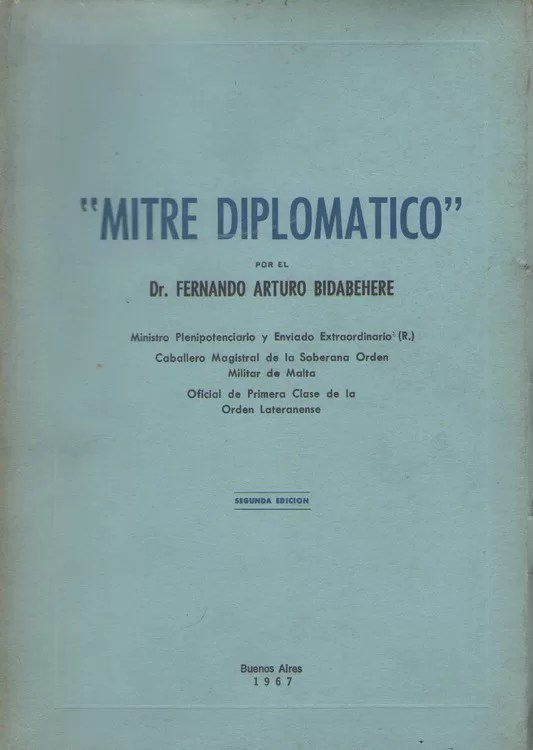 "MITRE DIPLOMATICO"
POR EL
Dr. FERNANDO ARTURO BIDABEHERE
Ministro Plenipotenciario y Enviado Extraordinario (R.)
Caballero Magistral de la Soberana Orden
Militar de Malta
Oficial de Primera Clase de la
Orden Lateranense
SEGUNDA EDICION
Buenos Aires
1967